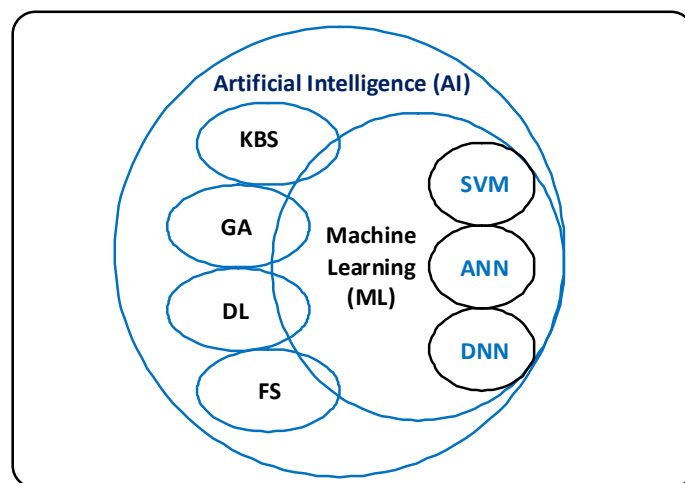 Artificial Intelligence (AI)
KBS
GA
DL
FS
Machine
Learning
(ML)
SVM
ANN
DNN